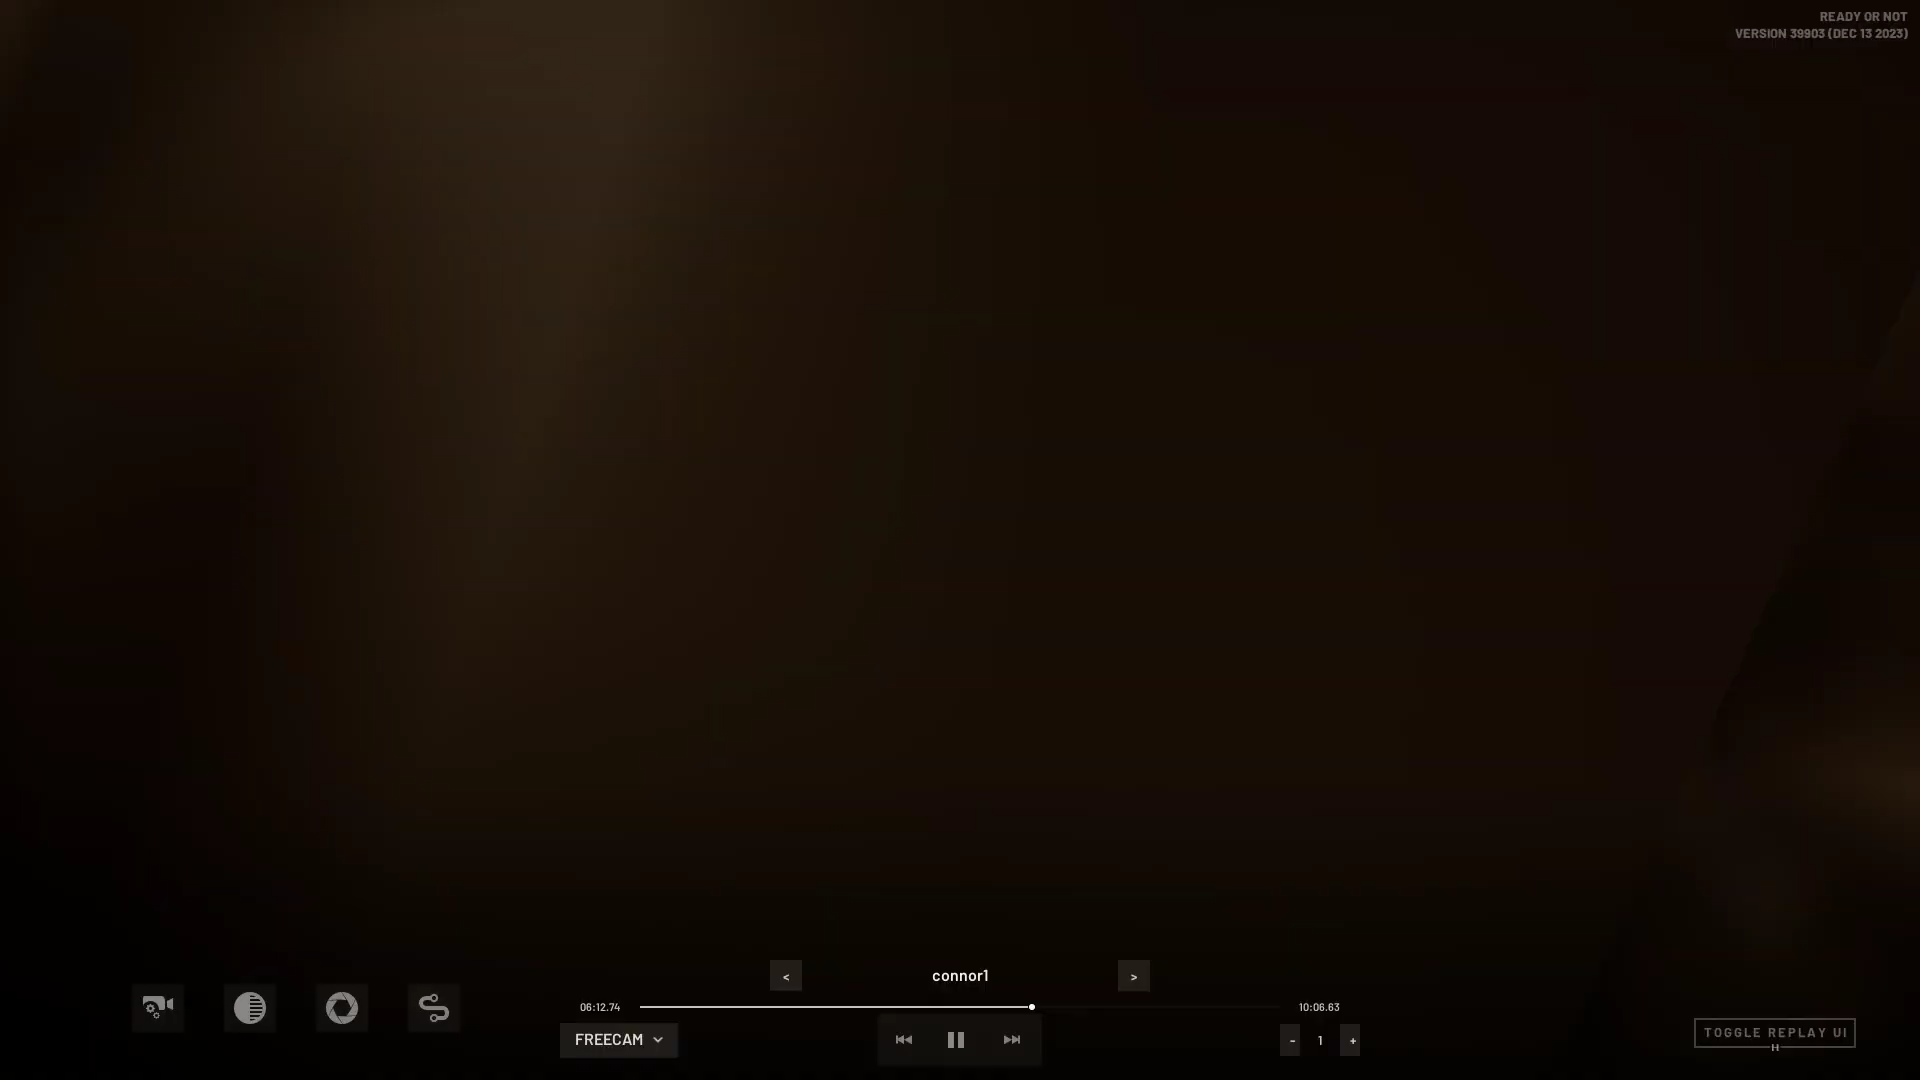 READY OR NOT
VERSION 39903 (DEC 13 2023)
< connor1 >
06:12.74 10:06.63
FREECAM
- 1 +
TOGGLE REPLAY UI
H